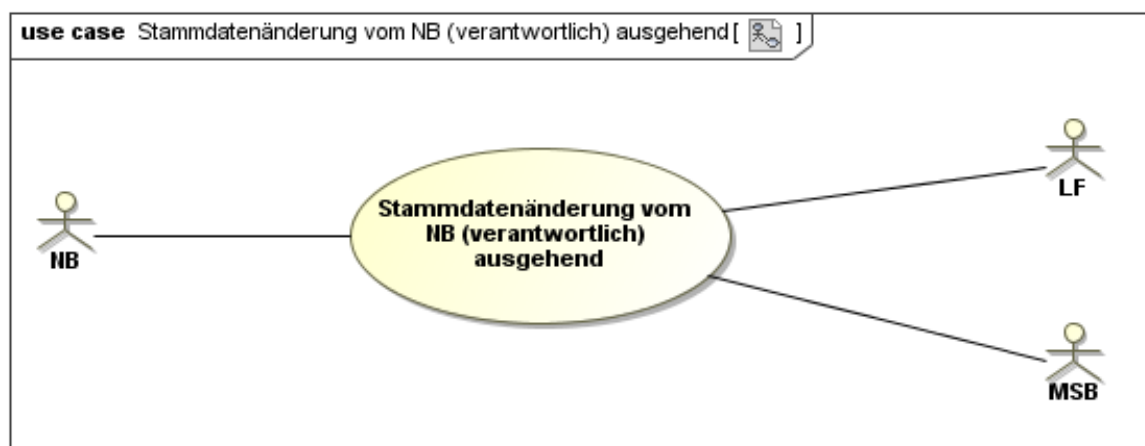 use case Stammdatenänderung vom NB (verantwortlich) ausgehend [ ]
LF
Stammdatenänderung vom
NB (verantwortlich)
ausgehend
NB
MSB